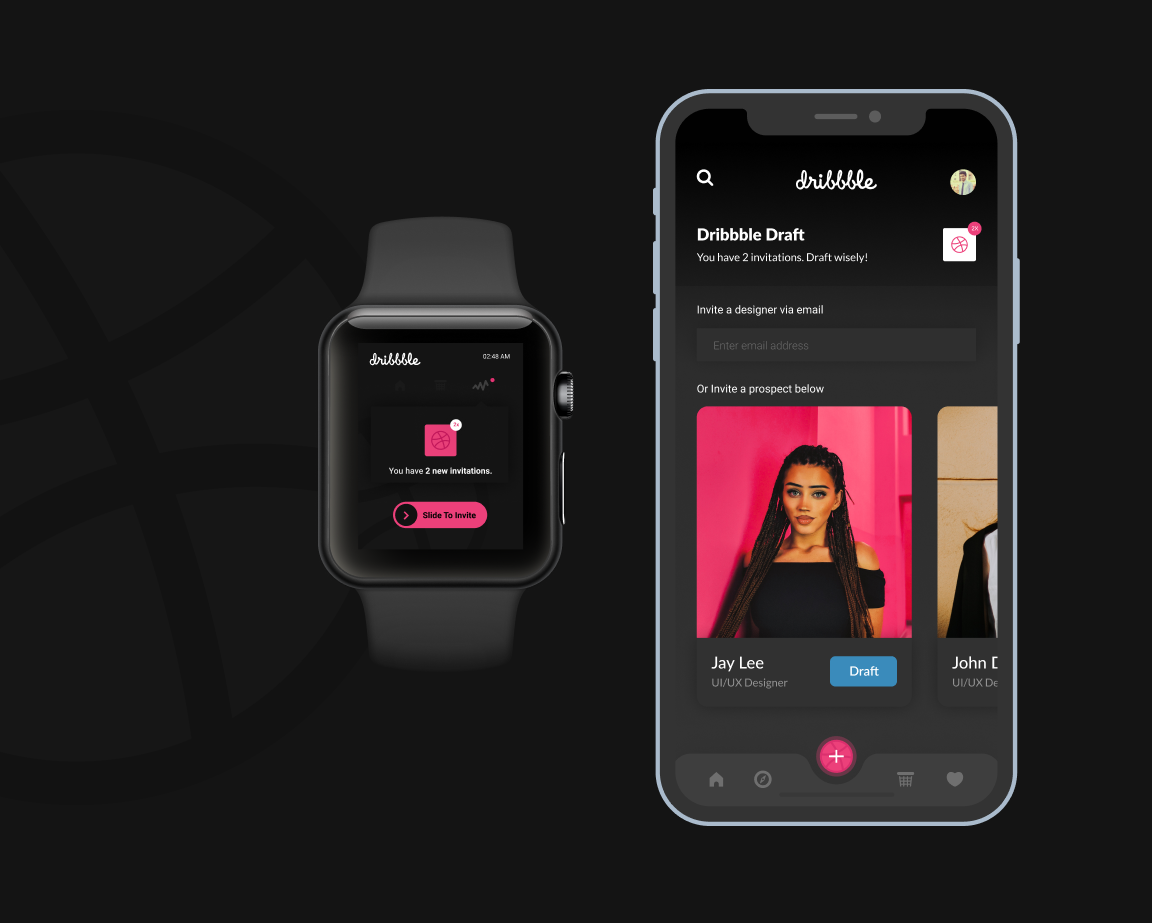 dribbble
02:48 AM
2x
You have 2 new invitations.
Slide To Invite
dribbble
Dribbble Draft
2X
You have 2 invitations. Draft wisely!
Invite a designer via email
Enter email address
Or Invite a prospect below
Jay Lee
UI/UX Designer
Draft
John D
UI/UX De